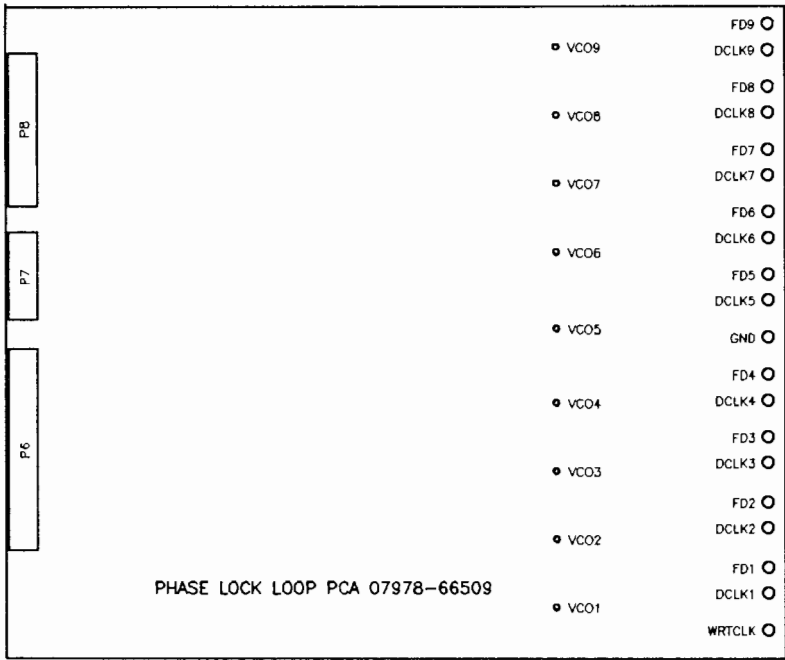 FD9
VCO9
DCLK9
FD8
P8
VCO8
DCLK8
FD7
VCO7
DCLK7
FD6
DCLK6
VCO6
P7
FD5
DCLK5
VCO5
GND
FD4
VCO4
DCLK4
FD3
P6
VCO3
DCLK3
FD2
DCLK2
VCO2
FD1
PHASE LOCK LOOP PCA 07978-66509
DCLK1
VCO1
WRTCLK